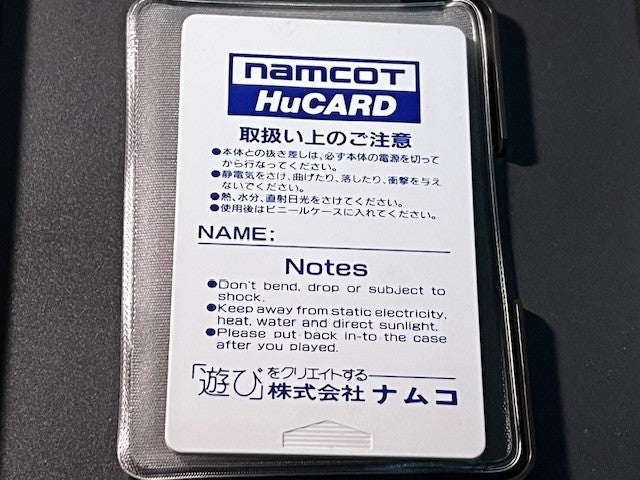 namcot
HuCARD
取扱い上のご注意
●本体との抜き差しは、必ず本体の電源を切って
から行なってください。
●静電気をさけ、曲げたり、落したり、衝撃を与え
ないでください。
●熱、水分、直射日光をさけてください。
●使用後はビニールケースに入れてください。
NAME:
Notes
●Don't bend, drop or subject to
shock.
●Keep away from static electricity,
heat, water and direct sunlight.
●Please put back in-to the case
after you played.
「遊び」をクリエイトする
株式会社 ナムコ